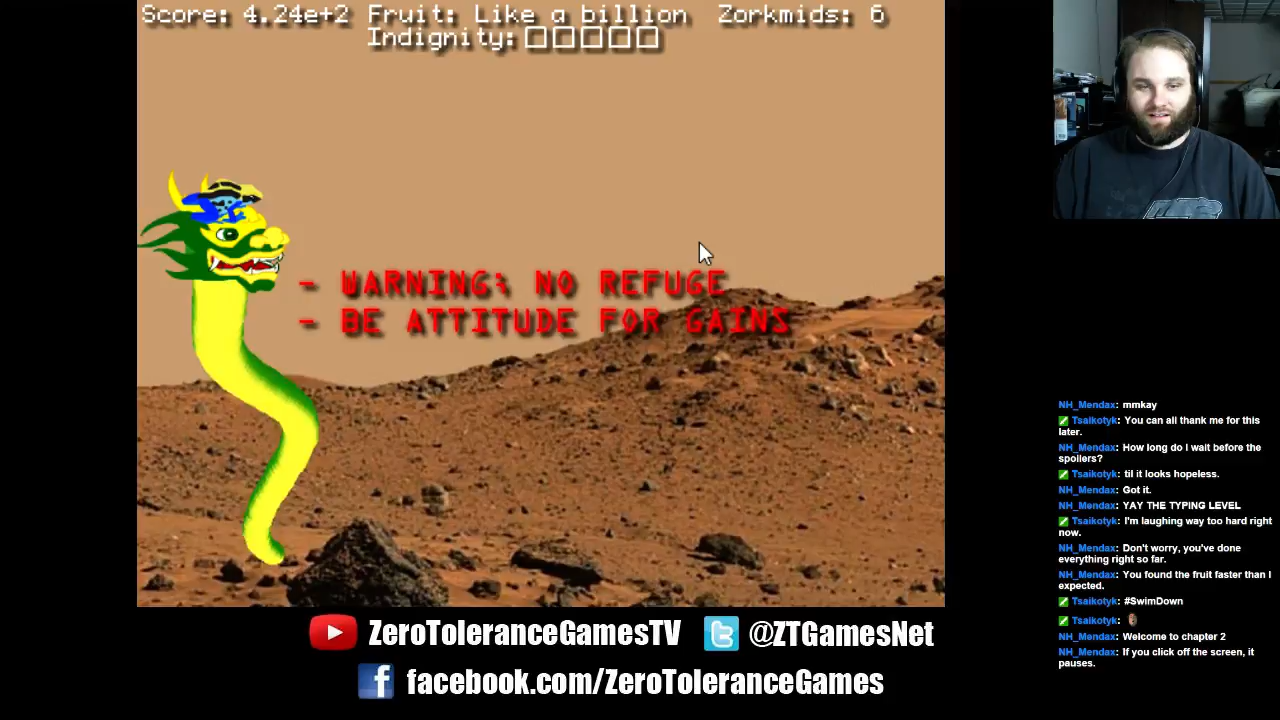 Score: 4.24e+2 Fruit: Like a billion Zorkmids: 6
Indignity:
- WARNING: NO REFUGE
- BE ATTITUDE FOR GAINS
NH_Mendax: mmkay
Tsaikotyk: You can all thank me for this
later.
NH_Mendax: How long do I wait before the
spoilers?
Tsaikotyk: til it looks hopeless.
NH_Mendax: Got it.
NH_Mendax: YAY THE TYPING LEVEL
Tsaikotyk: I'm laughing way too hard right
now.
NH_Mendax: Don't worry, you've done
everything right so far.
NH_Mendax: You found the fruit faster than I
expected.
Tsaikotyk: #SwimDown
Tsaikotyk:
NH_Mendax: Welcome to chapter 2
NH_Mendax: If you click off the screen, it
pauses.
ZeroToleranceGamesTV @ZTGamesNet
facebook.com/ZeroToleranceGames